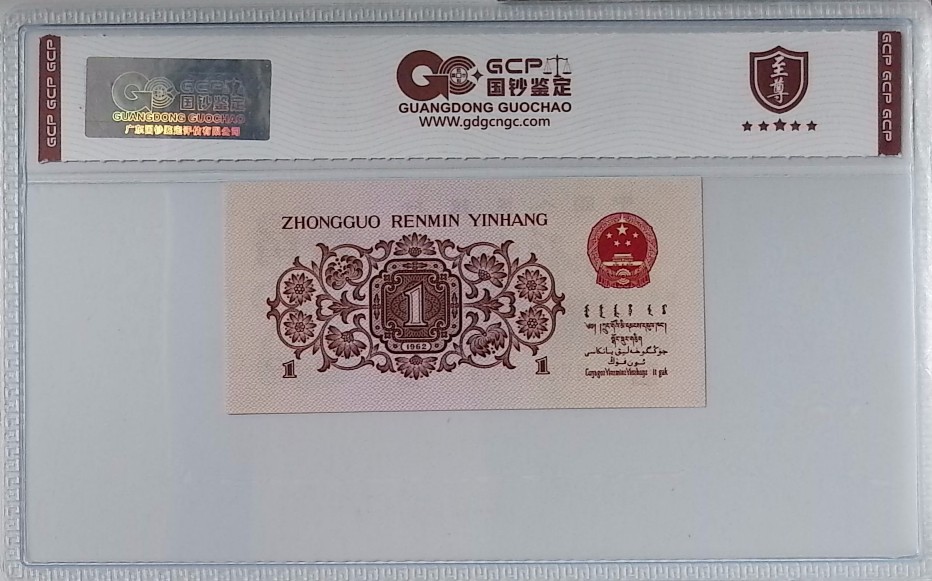 GCP GCP GCP
GCP
国钞鉴定
GUANGDONG GUOCHAO
广东国钞鉴定评估有限公司
GCP
国钞鉴定
GUANGDONG GUOCHAO
www.gdgcngc.com
至尊
GCP GCP GCP
ZHONGGUO RENMIN YINHANG
1
(1962)
1
1